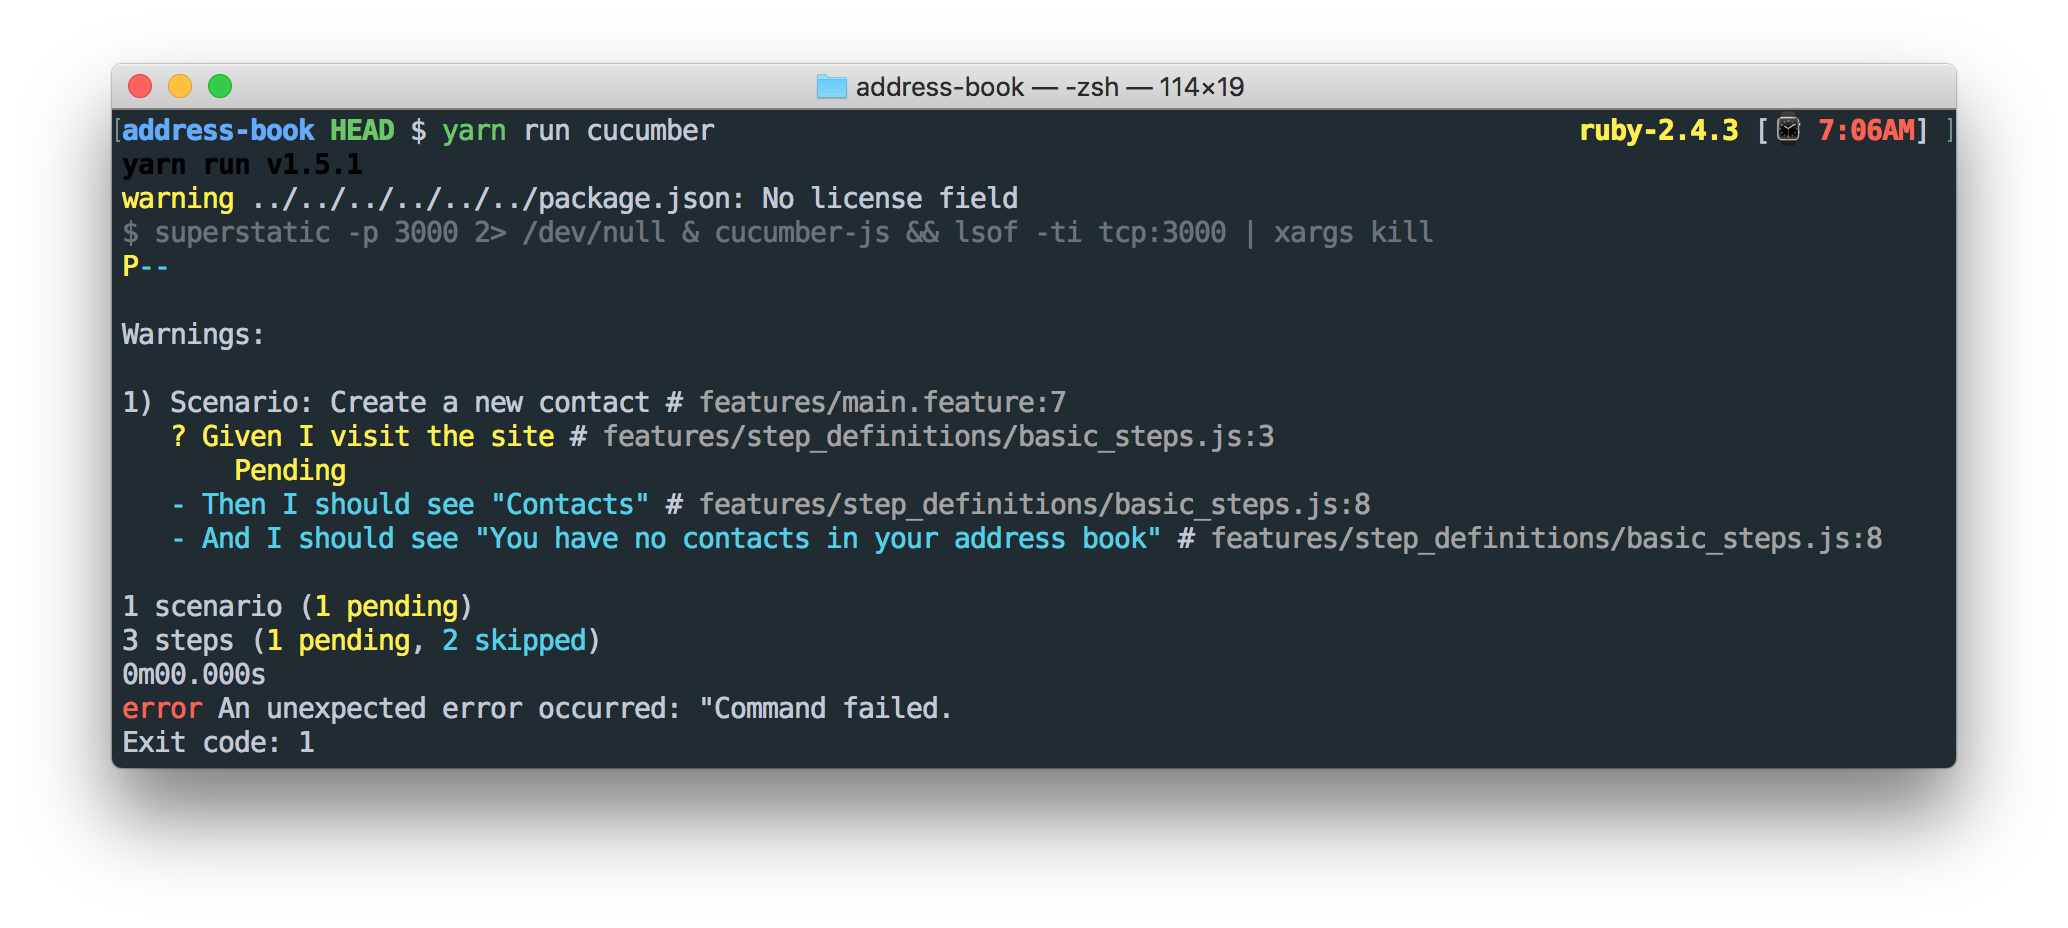 address-book — -zsh — 114×19
[address-book HEAD $ yarn run cucumber ruby-2.4.3 [⌚ 7:06AM] ]
yarn run v1.5.1
warning ../../../../../../package.json: No license field
$ superstatic -p 3000 2> /dev/null & cucumber-js && lsof -ti tcp:3000 | xargs kill
P--
Warnings:
1) Scenario: Create a new contact # features/main.feature:7
? Given I visit the site # features/step_definitions/basic_steps.js:3
Pending
- Then I should see "Contacts" # features/step_definitions/basic_steps.js:8
- And I should see "You have no contacts in your address book" # features/step_definitions/basic_steps.js:8
1 scenario (1 pending)
3 steps (1 pending, 2 skipped)
0m00.000s
error An unexpected error occurred: "Command failed.
Exit code: 1